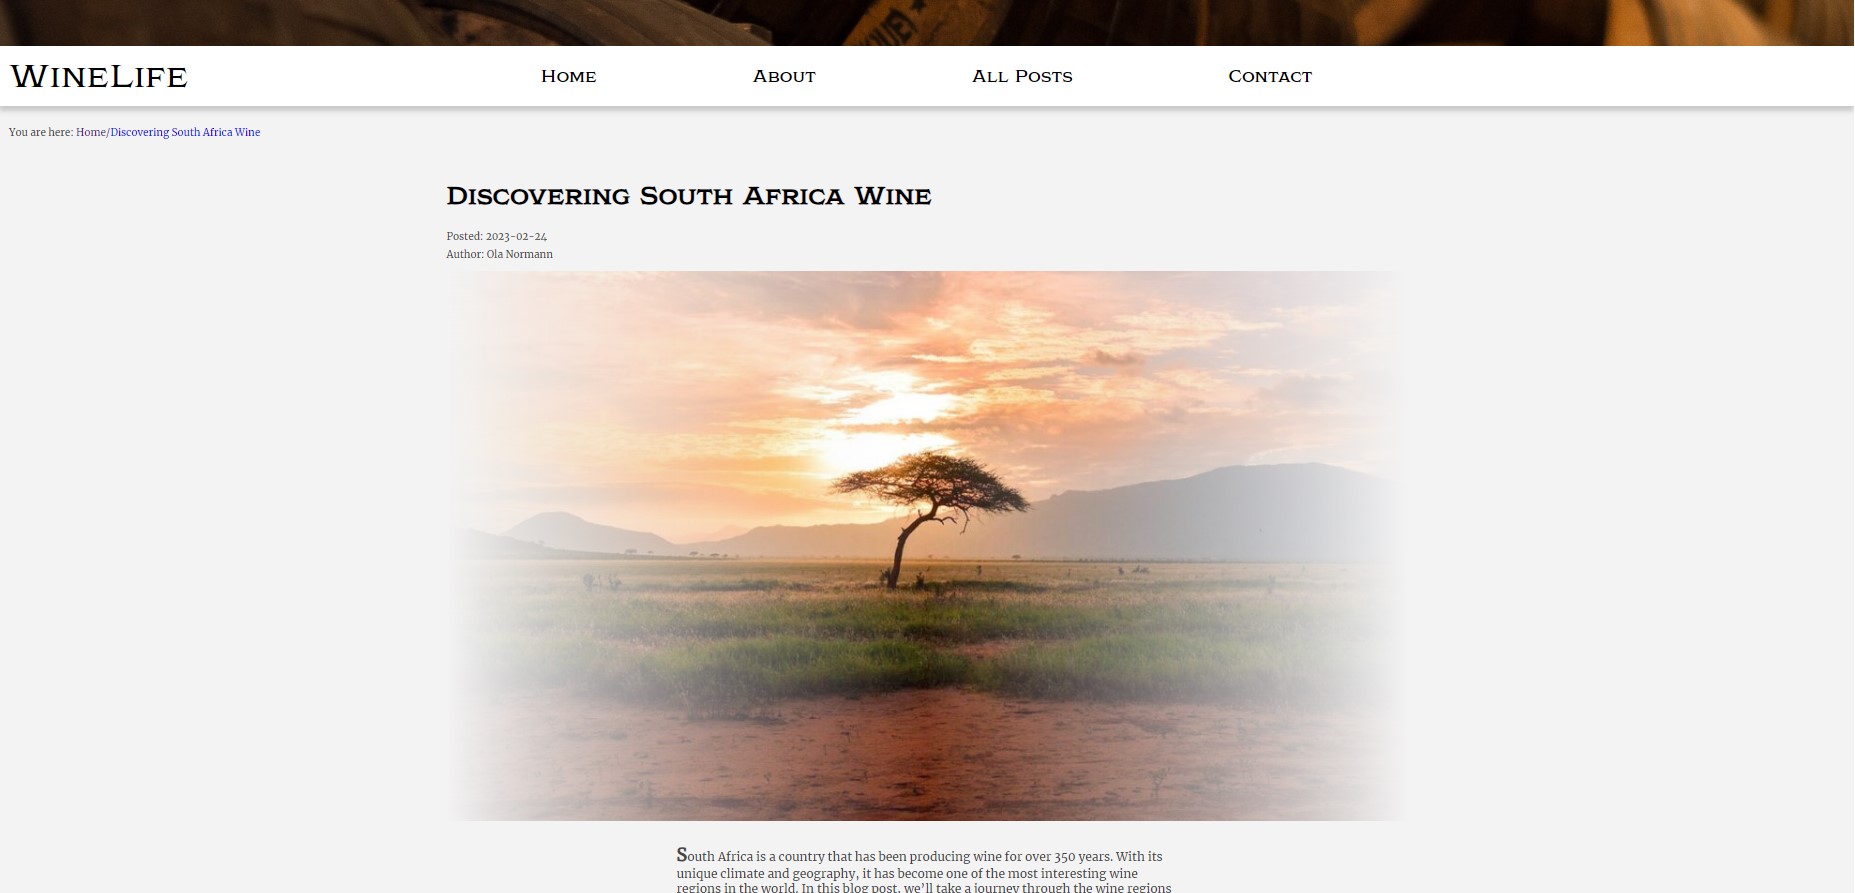 WineLife
Home About All Posts Contact
You are here: Home/Discovering South Africa Wine
Discovering South Africa Wine
Posted: 2023-02-24
Author: Ola Normann
South Africa is a country that has been producing wine for over 350 years. With its
unique climate and geography, it has become one of the most interesting wine
regions in the world. In this blog post, we'll take a journey through the wine regions